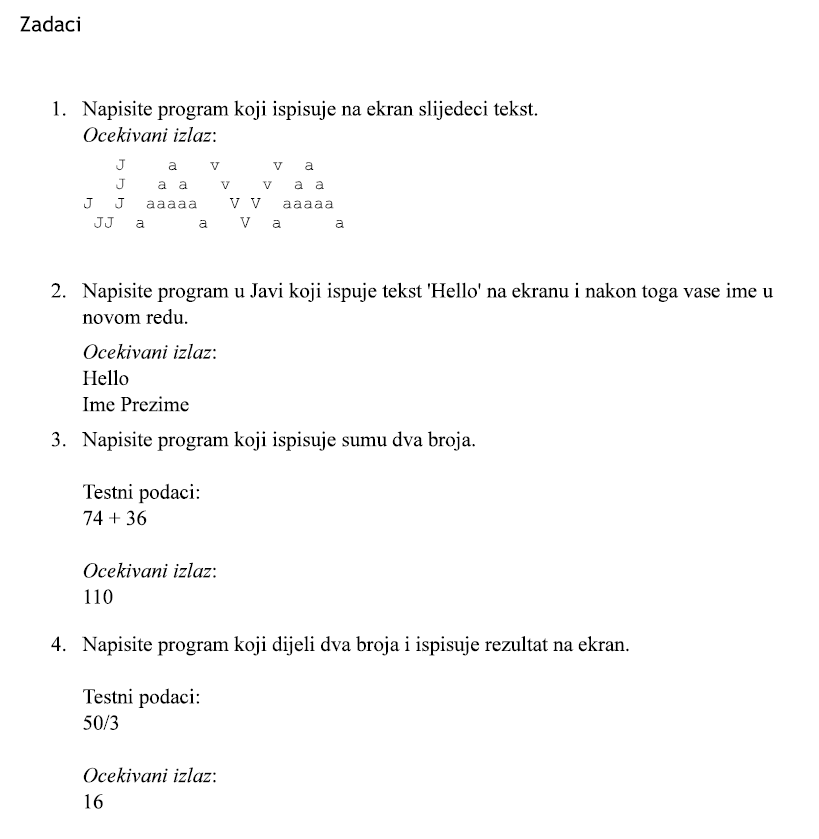 Zadaci
1. Napisite program koji ispisuje na ekran slijedeci tekst.
Ocekivani izlaz:
   J    a   v     v  a
   J   a a   v   v  a a
J  J  aaaaa   V V  aaaaa
 JJ  a     a   V  a     a
2. Napisite program u Javi koji ispuje tekst 'Hello' na ekranu i nakon toga vase ime u
novom redu.
Ocekivani izlaz:
Hello
Ime Prezime
3. Napisite program koji ispisuje sumu dva broja.
Testni podaci:
74 + 36
Ocekivani izlaz:
110
4. Napisite program koji dijeli dva broja i ispisuje rezultat na ekran.
Testni podaci:
50/3
Ocekivani izlaz:
16